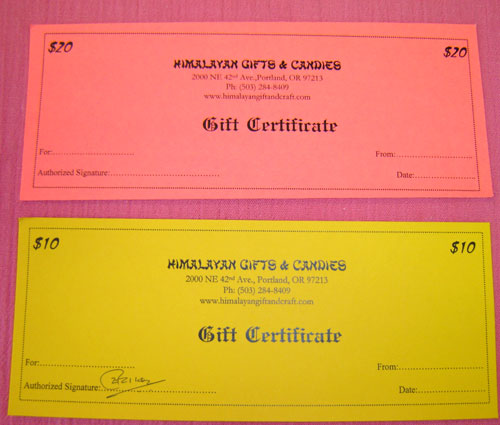 $20 $20
HIMALAYAN GIFTS & CANDIES
2000 NE 42nd Ave.,Portland, OR 97213
Ph: (503) 284-8409
www.himalayangiftandcraft.com
Gift Certificate
For:........................... From:...........................
Authorized Signature:........................... Date:...................
$10 $10
HIMALAYAN GIFTS & CANDIES
2000 NE 42nd Ave., Portland, OR 97213
Ph: (503) 284-8409
www.himalayangiftandcraft.com
Gift Certificate
For:........................... From:...........................
Authorized Signature:........................... Date:...................